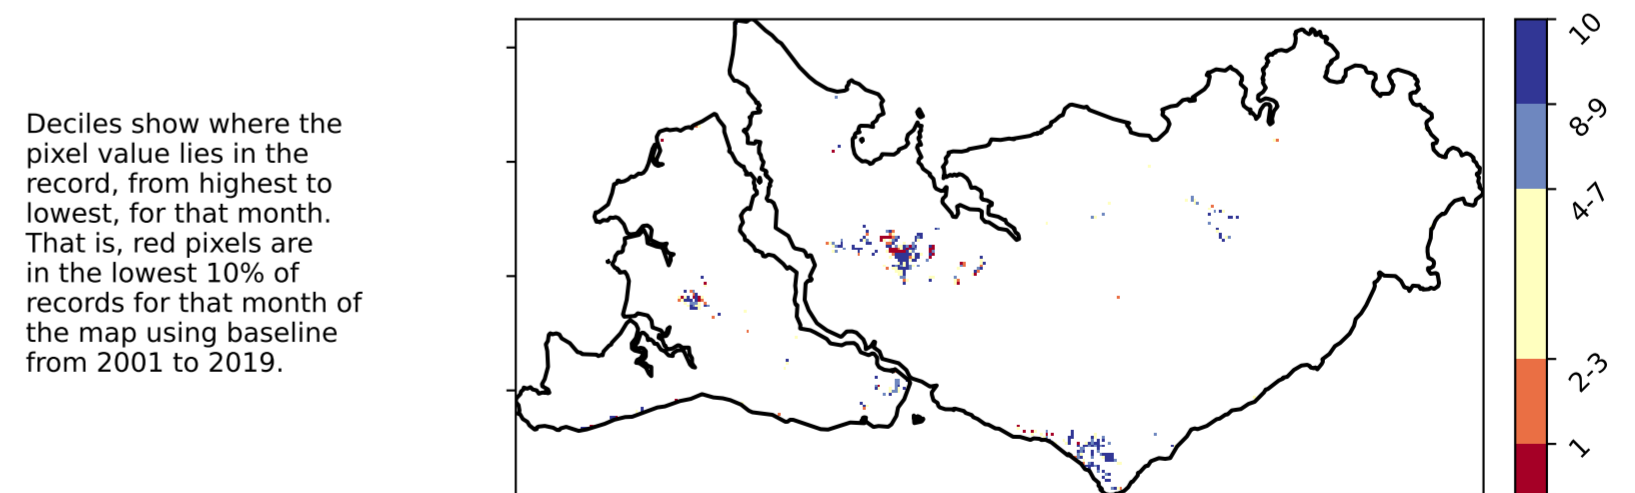 Deciles show where the
pixel value lies in the
record, from highest to
lowest, for that month.
That is, red pixels are
in the lowest 10% of
records for that month of
the map using baseline
from 2001 to 2019.
10
8-9
4-7
2-3
1